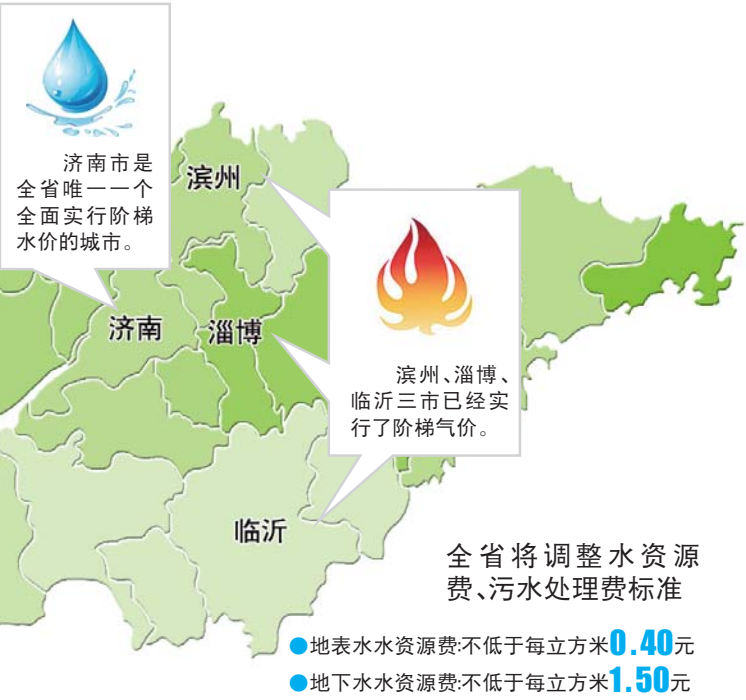 济南市是
全省唯一一个
全面实行阶梯
水价的城市。
滨州
济南
淄博
滨州、淄博、
临沂三市已经实
行了阶梯气价。
临沂
全省将调整水资源
费、污水处理费标准
●地表水水资源费:不低于每立方米0.40元
●地下水水资源费:不低于每立方米1.50元